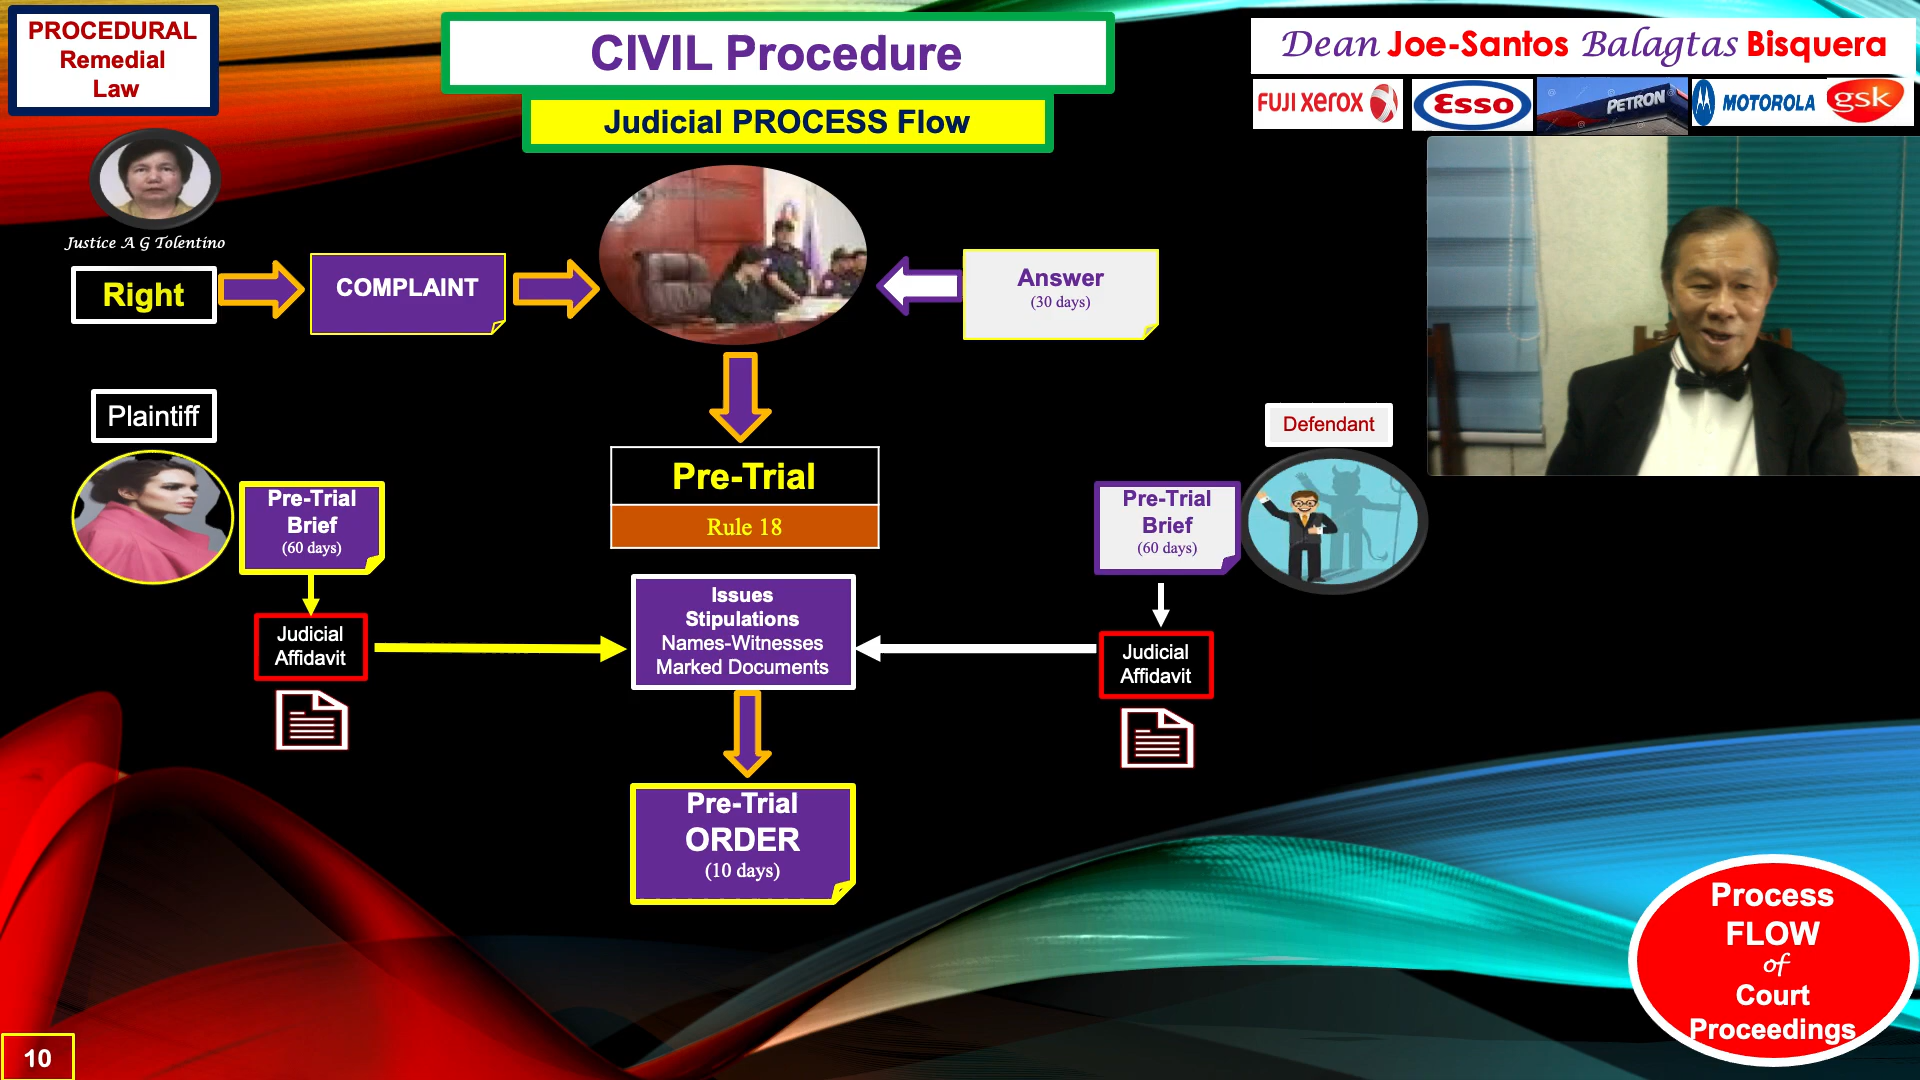 PROCEDURAL
Remedial
Law
CIVIL Procedure
Judicial PROCESS Flow
Dean Joe-Santos Balagtas Bisquera
FUJI XEROX
Esso
PETRON
MOTOROLA
gsk
Justice A G Tolentino
Right
COMPLAINT
Answer
(30 days)
Plaintiff
Defendant
Pre-Trial
Brief
(60 days)
Pre-Trial
Rule 18
Pre-Trial
Brief
(60 days)
Judicial
Affidavit
Issues
Stipulations
Names-Witnesses
Marked Documents
Judicial
Affidavit
Pre-Trial
ORDER
(10 days)
Process
FLOW
of
Court
Proceedings
10